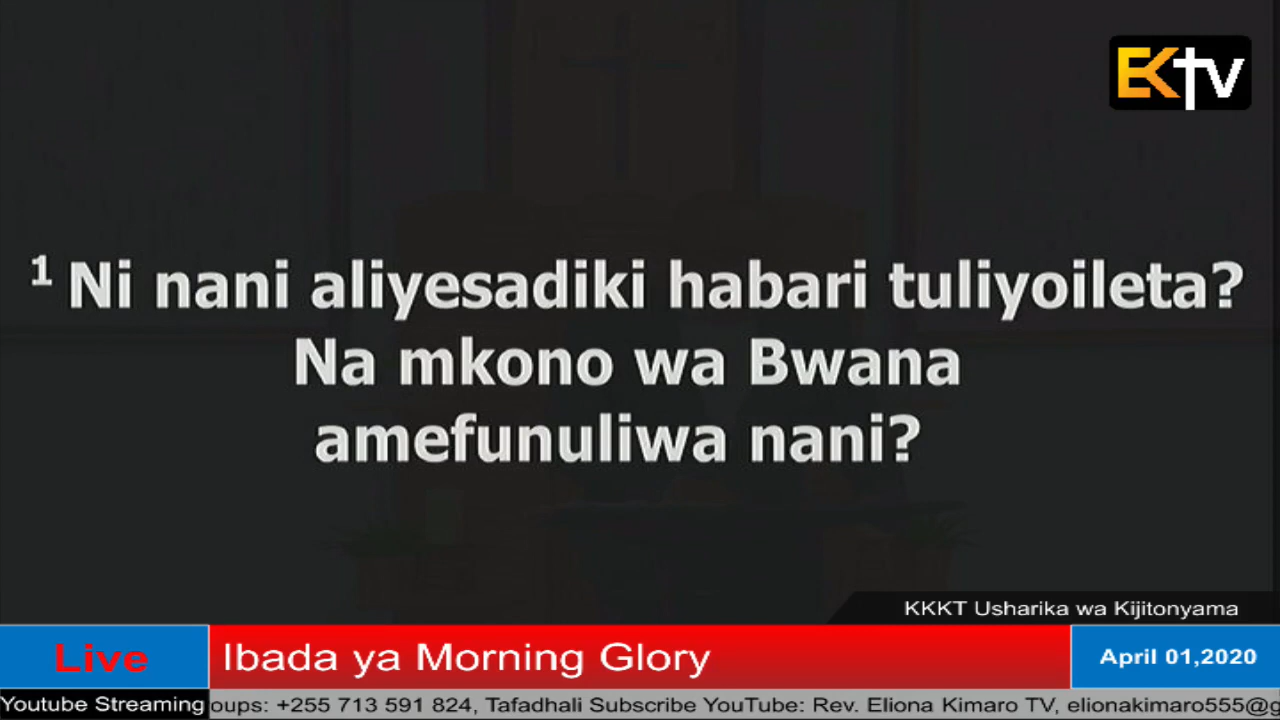 EKTV
1 Ni nani aliyesadiki habari tuliyoileta?
Na mkono wa Bwana
amefunuliwa nani?
KKKT Usharika wa Kijitonyama
Live
Ibada ya Morning Glory
April 01,2020
Youtube Streaming
oups: +255 713 591 824, Tafadhali Subscribe YouTube: Rev. Eliona Kimaro TV, elionakimaro555@g